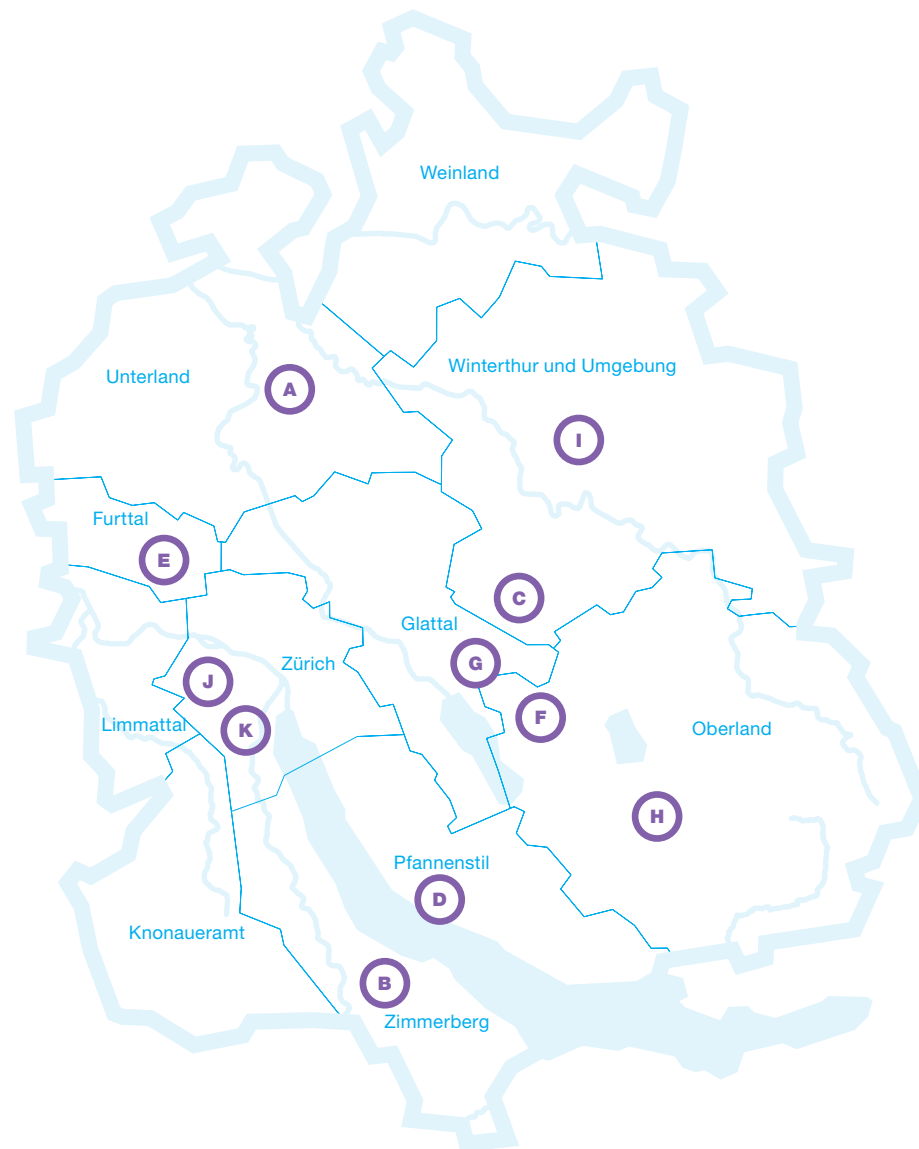 Weinland
Winterthur und Umgebung
Unterland
A
I
Furttal
E
C
Glattal
Zürich
G
J
F
Limmattal
K
Oberland
H
Pfannenstil
D
Knonaueramt
B
Zimmerberg